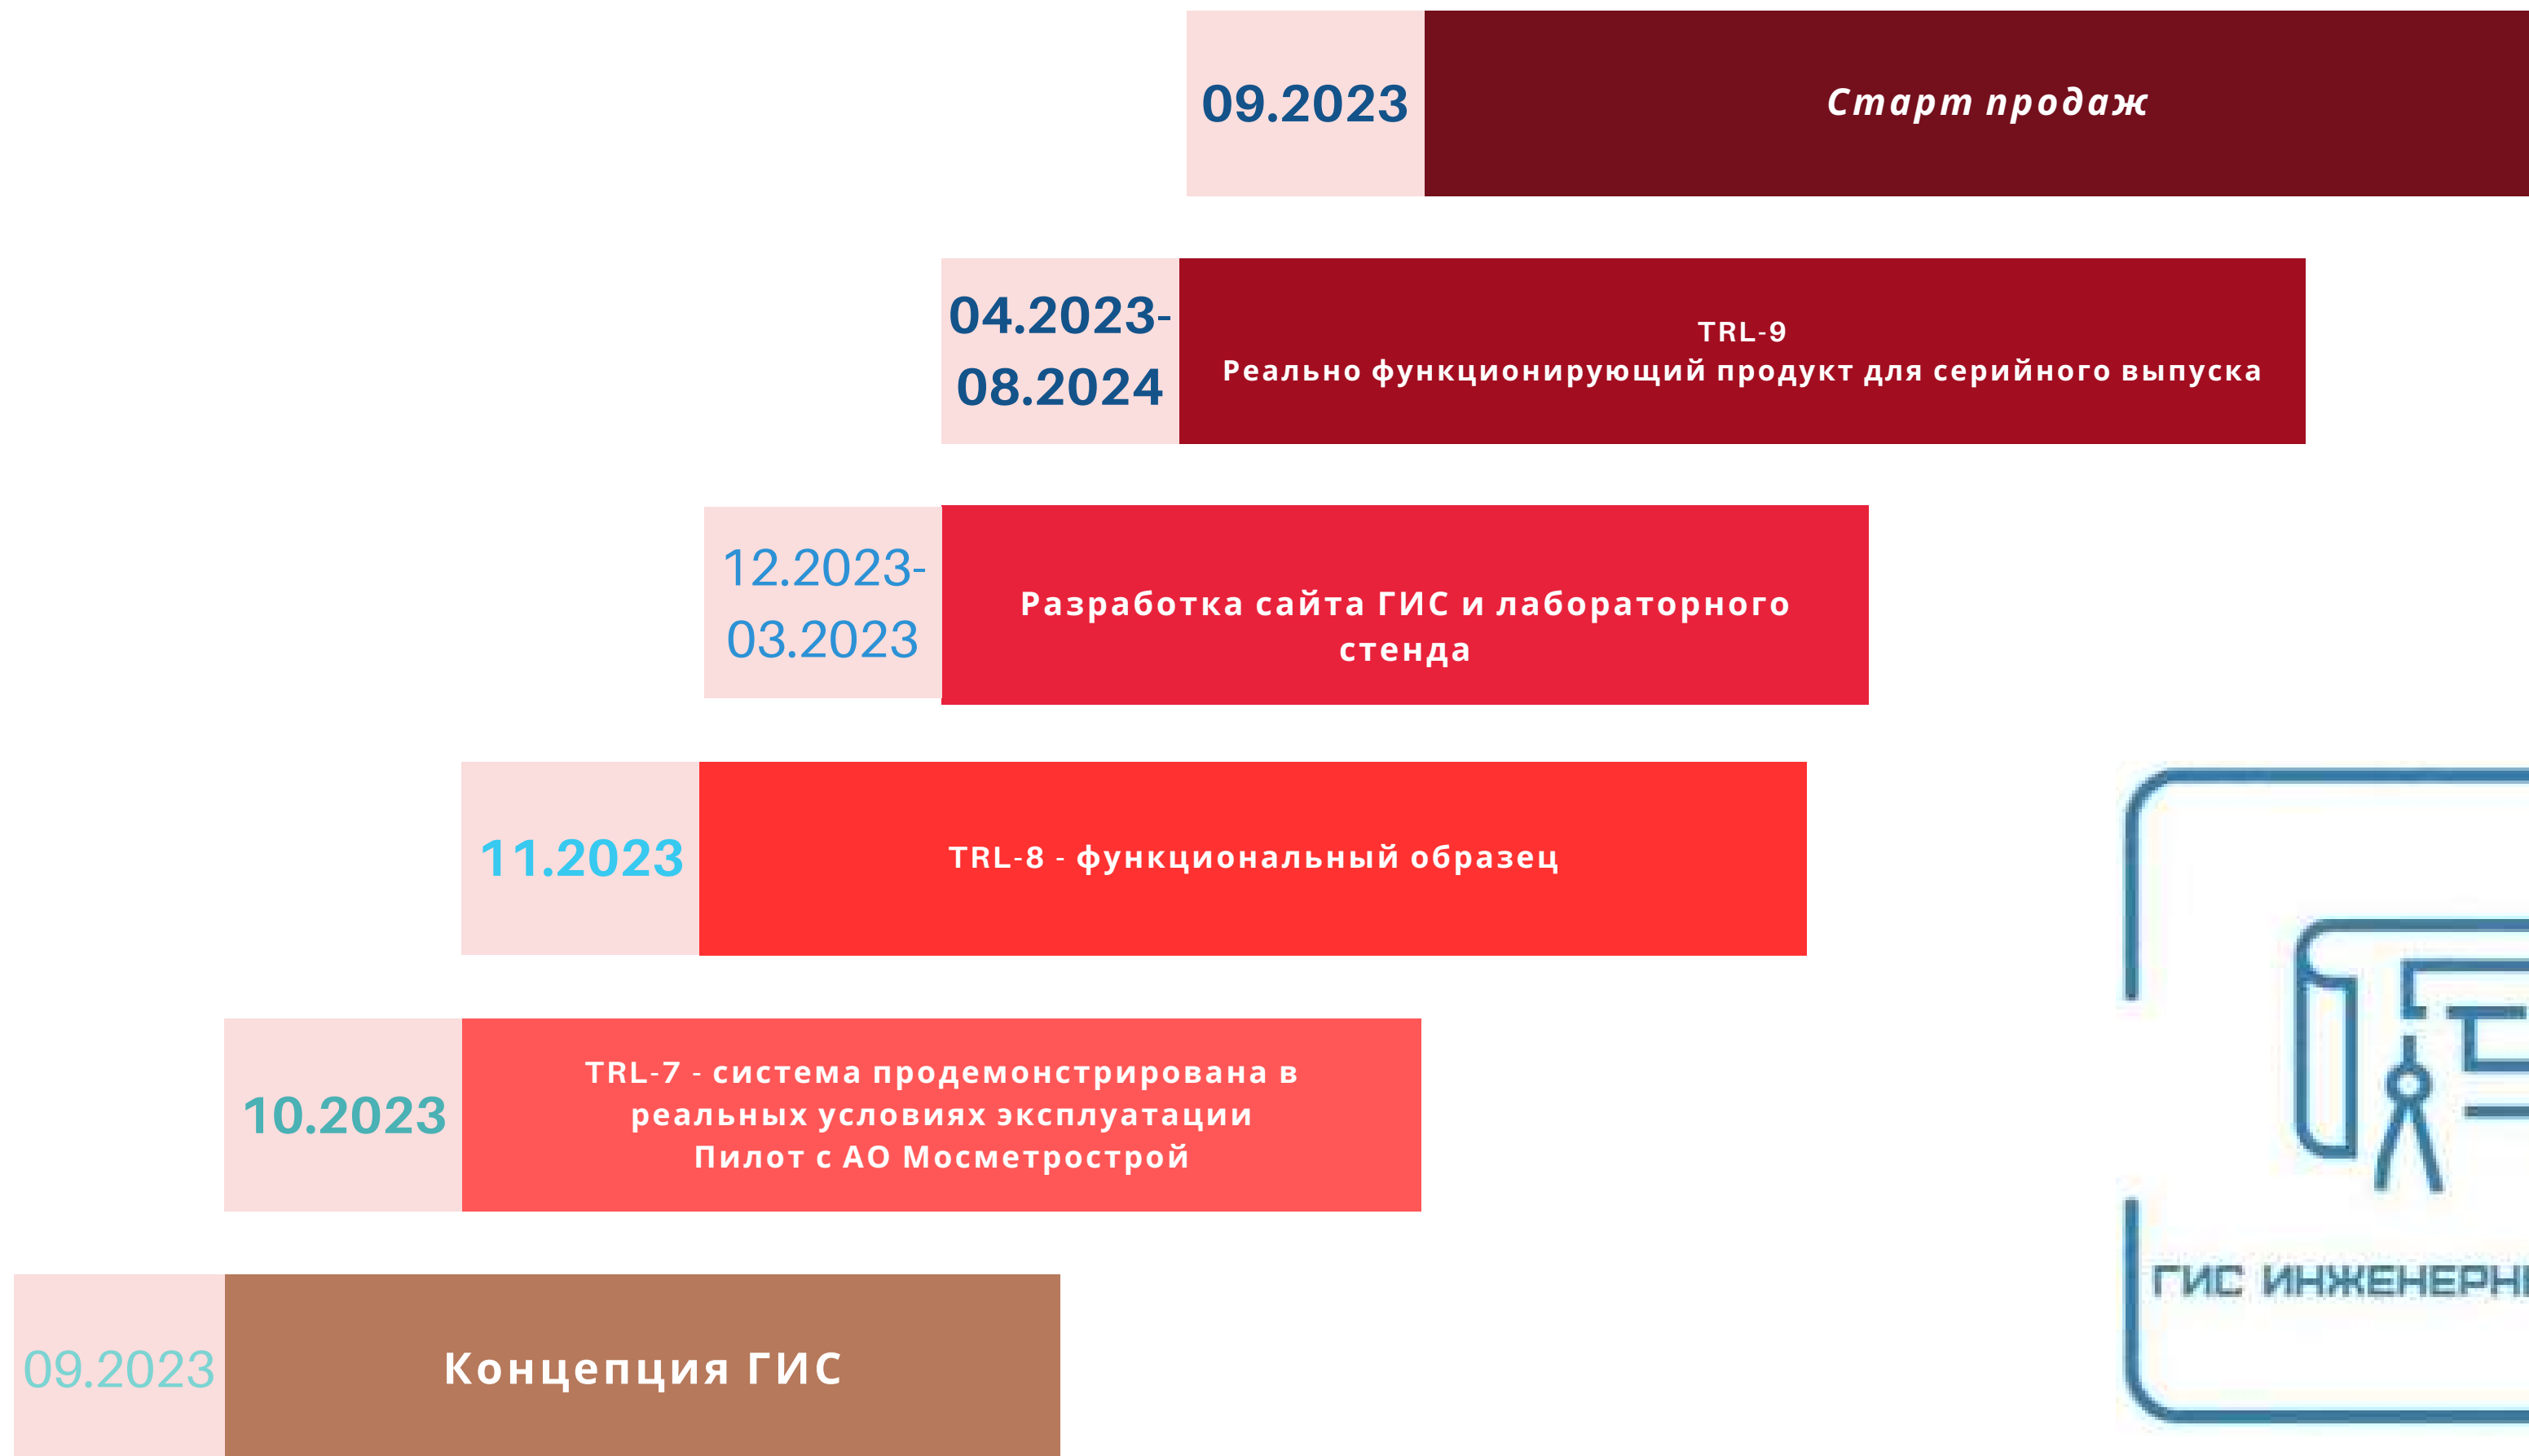 09.2023
Старт продаж
04.2023-
08.2024
TRL-9
Реально функционирующий продукт для серийного выпуска
12.2023-
03.2023
Разработка сайта ГИС и лабораторного
стенда
11.2023
TRL-8 - функциональный образец
10.2023
TRL-7 - система продемонстрирована в
реальных условиях эксплуатации
Пилот с АО Мосметрострой
09.2023
Концепция ГИС
ГИС